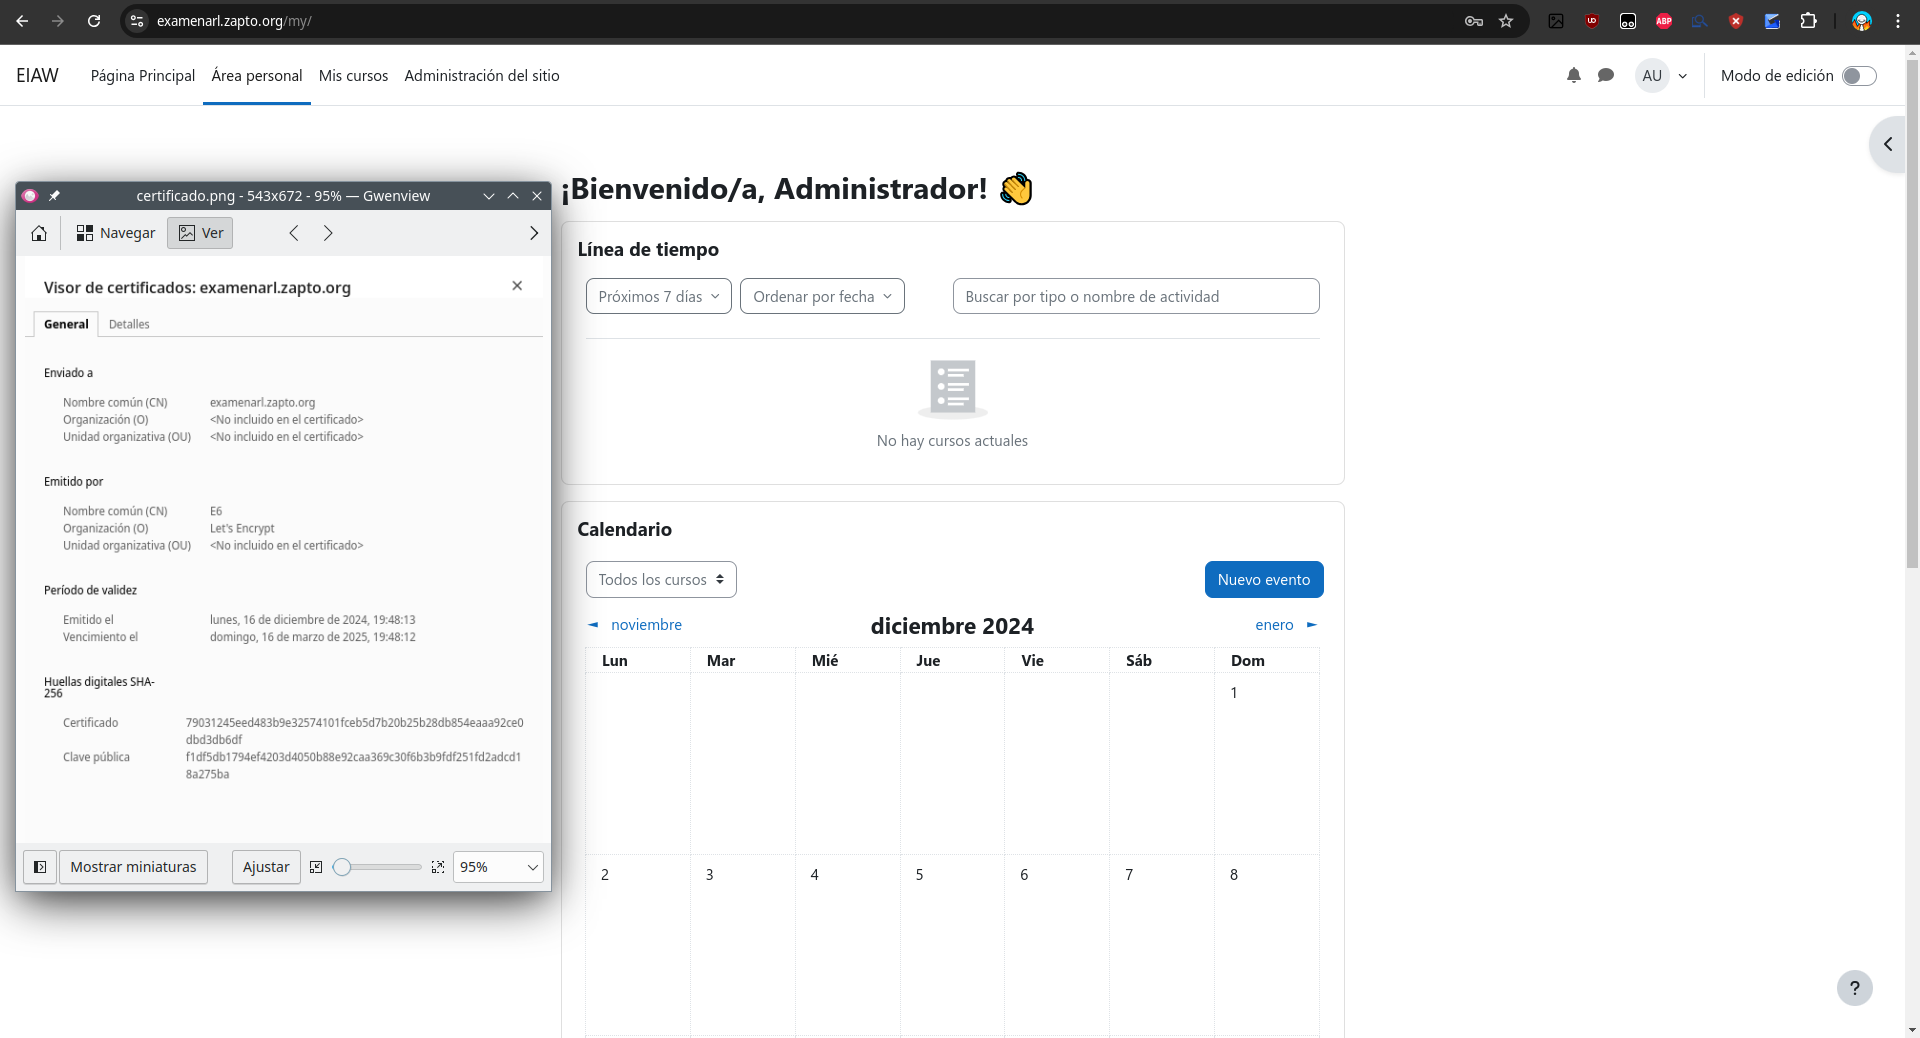 examenarl.zapto.org/my/
EIAW
Página Principal
Área personal
Mis cursos
Administración del sitio
AU
Modo de edición
certificado.png - 543x672 - 95% — Gwenview
Navegar
Ver
Visor de certificados: examenarl.zapto.org
General
Detalles
Enviado a
Nombre común (CN) examenarl.zapto.org
Organización (O) <No incluido en el certificado>
Unidad organizativa (OU) <No incluido en el certificado>
Emitido por
Nombre común (CN) E6
Organización (O) Let's Encrypt
Unidad organizativa (OU) <No incluido en el certificado>
Período de validez
Emitido el lunes, 16 de diciembre de 2024, 19:48:13
Vencimiento el domingo, 16 de marzo de 2025, 19:48:12
Huellas digitales SHA-
256
Certificado 79031245eed483b9e32574101fceb5d7b20b25b28db854eaaa92ce0
dbd3db6df
Clave pública f1df5db1794ef4203d4050b88e92caa369c30f6b3b9fdf251fd2adcd1
8a275ba
Mostrar miniaturas
Ajustar
95%
¡Bienvenido/a, Administrador! 👋
Línea de tiempo
Próximos 7 días
Ordenar por fecha
Buscar por tipo o nombre de actividad
No hay cursos actuales
Calendario
Todos los cursos
Nuevo evento
◄ noviembre
diciembre 2024
enero ►
Lun Mar Mié Jue Vie Sáb Dom
1
2 3 4 5 6 7 8
?